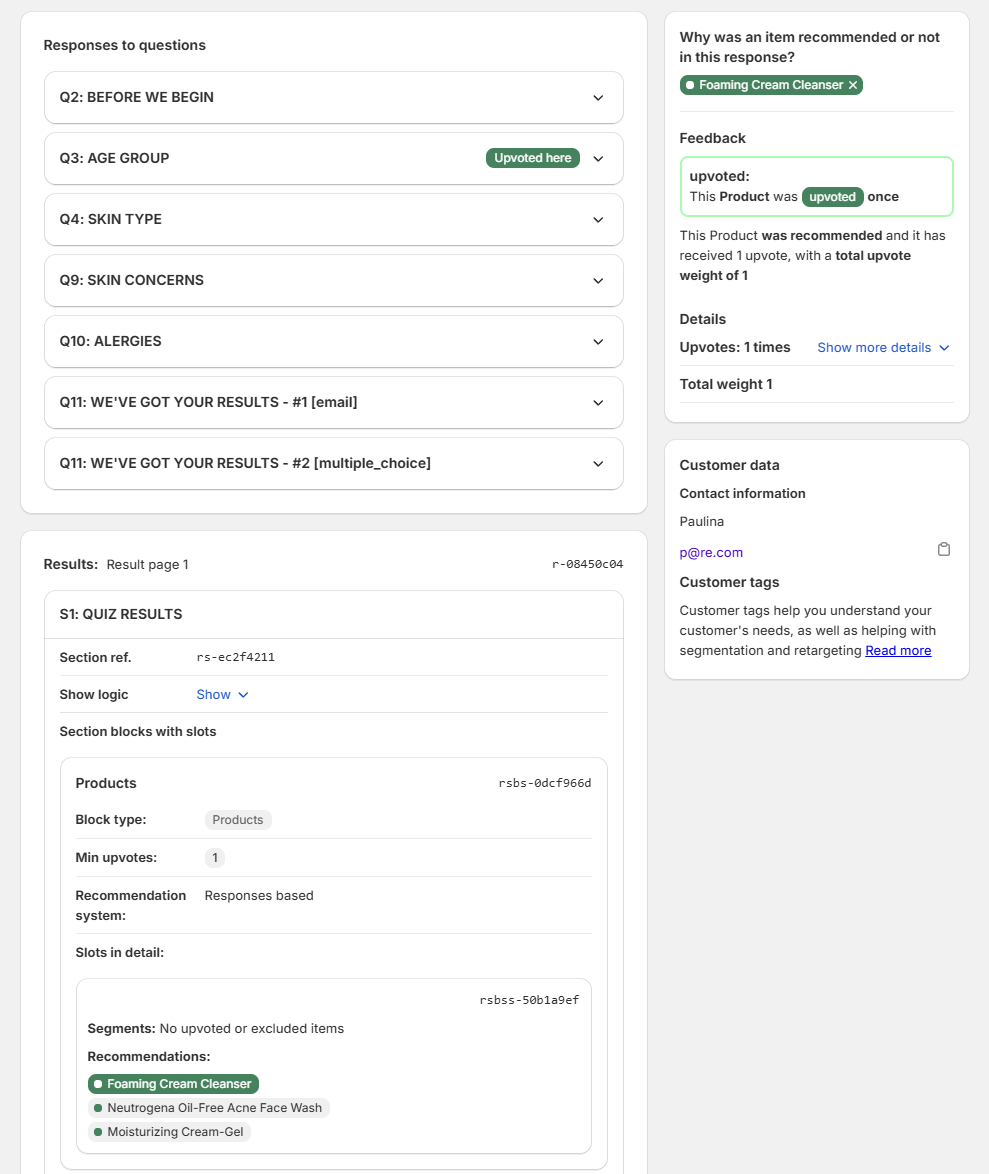 Responses to questions
Q2: BEFORE WE BEGIN
Q3: AGE GROUP
Upvoted here
Q4: SKIN TYPE
Q9: SKIN CONCERNS
Q10: ALERGIES
Q11: WE'VE GOT YOUR RESULTS - #1 [email]
Q11: WE'VE GOT YOUR RESULTS - #2 [multiple_choice]
Results: Result page 1
r-08450c04
S1: QUIZ RESULTS
Section ref. rs-ec2f4211
Show logic Show
Section blocks with slots
Products
rsbs-0dcf966d
Block type: Products
Min upvotes: 1
Recommendation Responses based
system:
Slots in detail:
rsbss-50b1a9ef
Segments: No upvoted or excluded items
Recommendations:
Foaming Cream Cleanser
Neutrogena Oil-Free Acne Face Wash
Moisturizing Cream-Gel
Why was an item recommended or not
in this response?
Foaming Cream Cleanser ×
Feedback
upvoted:
This Product was upvoted once
This Product was recommended and it has
received 1 upvote, with a total upvote
weight of 1
Details
Upvotes: 1 times Show more details
Total weight 1
Customer data
Contact information
Paulina
p@re.com
Customer tags
Customer tags help you understand your
customer's needs, as well as helping with
segmentation and retargeting Read more